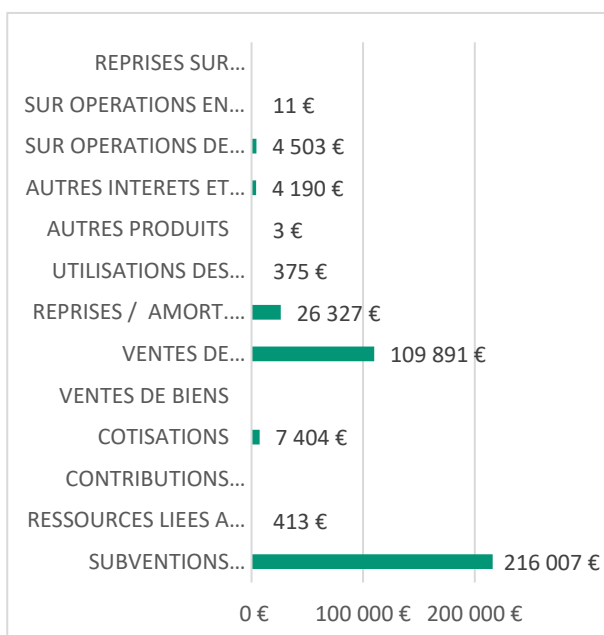 REPRISES SUR...
SUR OPERATIONS EN... 11 €
SUR OPERATIONS DE... 4 503 €
AUTRES INTERETS ET... 4 190 €
AUTRES PRODUITS 3 €
UTILISATIONS DES... 375 €
REPRISES / AMORT.... 26 327 €
VENTES DE... 109 891 €
VENTES DE BIENS
COTISATIONS 7 404 €
CONTRIBUTIONS...
RESSOURCES LIEES A... 413 €
SUBVENTIONS... 216 007 €
0 € 100 000 € 200 000 €